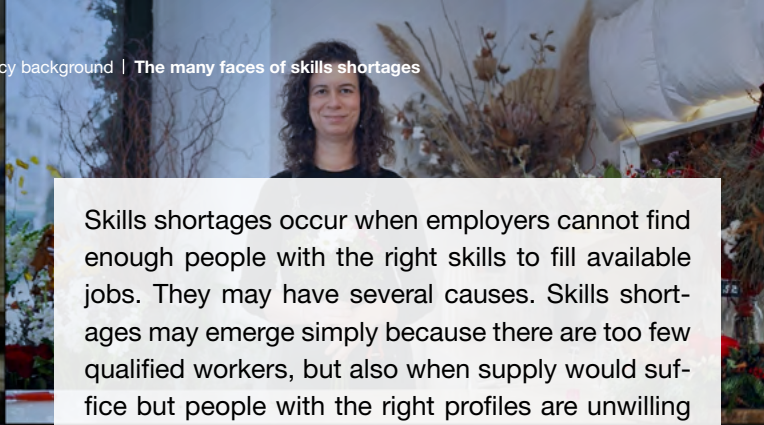 cy background | The many faces of skills shortages
Skills shortages occur when employers cannot find
enough people with the right skills to fill available
jobs. They may have several causes. Skills short-
ages may emerge simply because there are too few
qualified workers, but also when supply would suf-
fice but people with the right profiles are unwilling